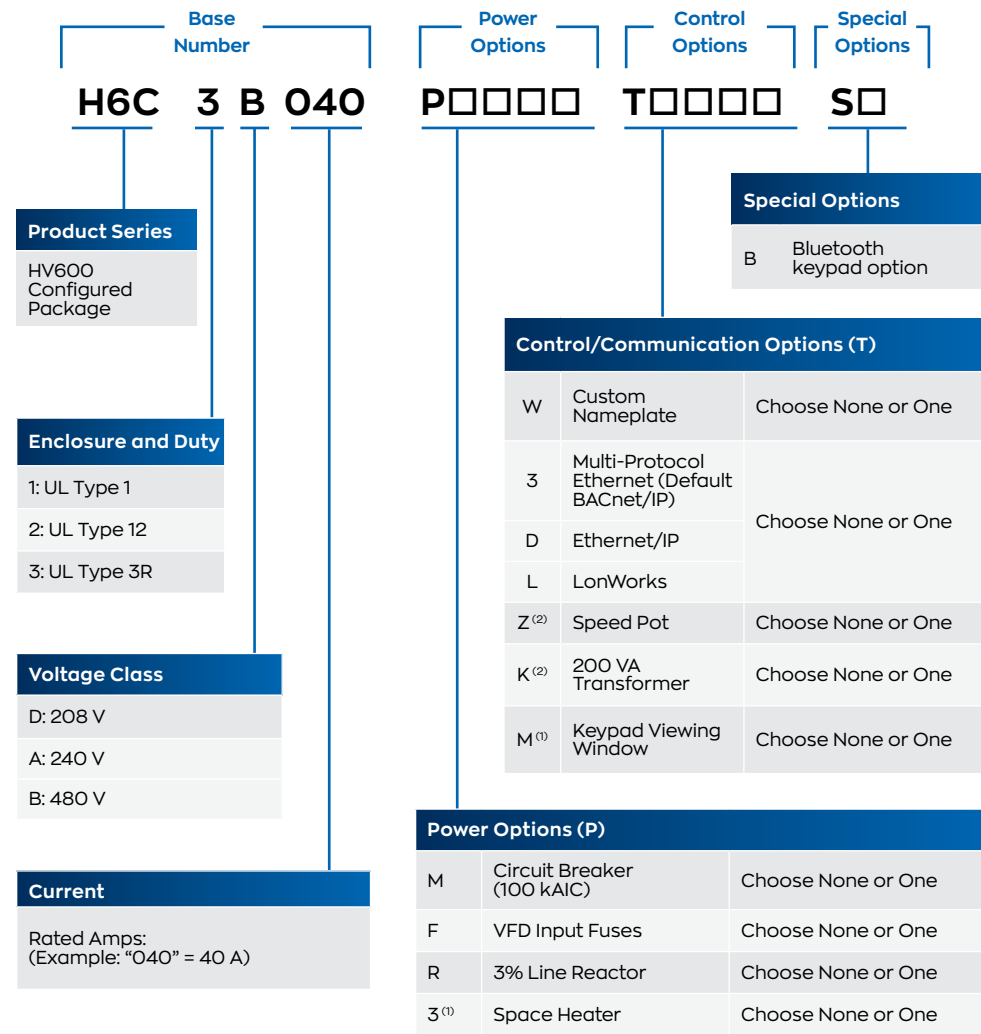 Base
Number
Power
Options
Control
Options
Special
Options
H6C 3 B 040 P□□□□ T□□□□ S□
Product Series
HV600
Configured
Package
Enclosure and Duty
1: UL Type 1
2: UL Type 12
3: UL Type 3R
Voltage Class
D: 208 V
A: 240 V
B: 480 V
Current
Rated Amps:
(Example: “040” = 40 A)
Special Options
B Bluetooth
keypad option
Control/Communication Options (T)
W Custom
Nameplate Choose None or One
3 Multi-Protocol
Ethernet (Default
BACnet/IP)
Choose None or One
D Ethernet/IP
L LonWorks
Z(2) Speed Pot Choose None or One
K(2) 200 VA
Transformer Choose None or One
M(1) Keypad Viewing
Window Choose None or One
Power Options (P)
M Circuit Breaker
(100 kAIC) Choose None or One
F VFD Input Fuses Choose None or One
R 3% Line Reactor Choose None or One
3(1) Space Heater Choose None or One